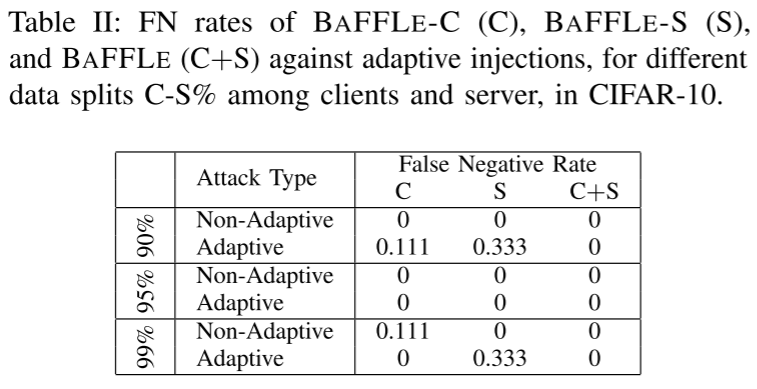 Table II: FN rates of BAFFLE-C (C), BAFFLE-S (S),
and BAFFLE (C+S) against adaptive injections, for different
data splits C-S% among clients and server, in CIFAR-10.
Attack Type False Negative Rate
C S C+S
90% Non-Adaptive 0 0 0
Adaptive 0.111 0.333 0
95% Non-Adaptive 0 0 0
Adaptive 0 0 0
99% Non-Adaptive 0.111 0 0
Adaptive 0 0.333 0